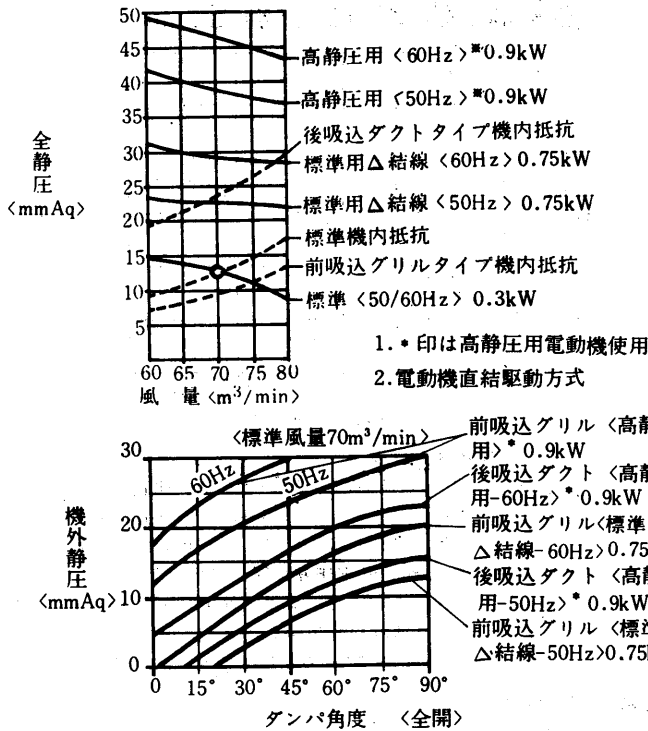 50
45
40
35
30
25
20
15
10
5
全静圧
<mmAq>
60 65 70 75 80
風 量<m³/min>
高静圧用<60Hz>※0.9kW
高静圧用<50Hz>※0.9kW
後吸込ダクトタイプ機内抵抗
標準用△結線<60Hz>0.75kW
標準用△結線<50Hz>0.75kW
標準機内抵抗
前吸込グリルタイプ機内抵抗
標準<50/60Hz>0.3kW
1.*印は高静圧用電動機使用
2.電動機直結駆動方式
<標準風量70m³/min>
30
20
10
0
機外静圧
<mmAq>
60Hz
50Hz
0 15° 30° 45° 60° 75° 90°
ダンパ角度 <全開>
前吸込グリル<高静
用>*0.9kW
後吸込ダクト<高静
用-60Hz>*0.9kW
前吸込グリル<標準
△結線-60Hz>0.75
後吸込ダクト<高静
用-50Hz>*0.9kW
前吸込グリル<標準
△結線-50Hz>0.75